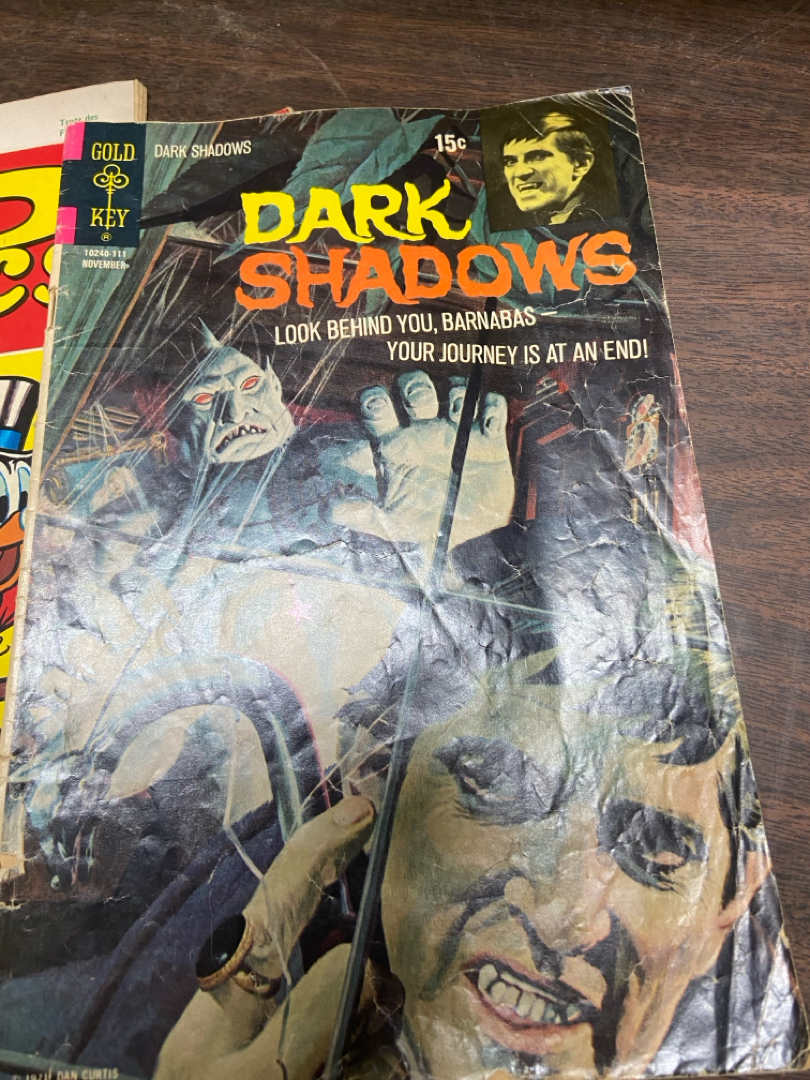 GOLD
KEY
®
10240-111
NOVEMBER
DARK SHADOWS
15¢
DARK
SHADOWS
LOOK BEHIND YOU, BARNABAS —
YOUR JOURNEY IS AT AN END!
© 1971 DAN CURTIS